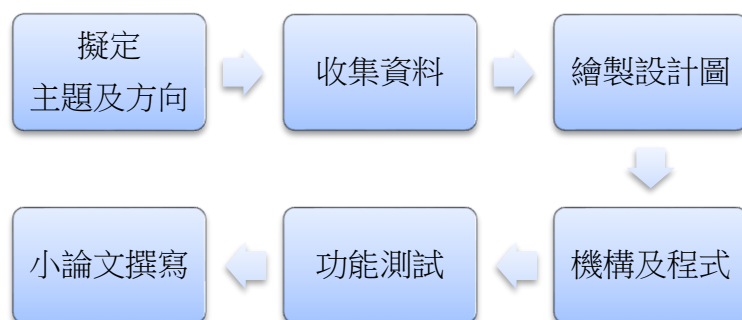 擬定
主題及方向
收集資料
繪製設計圖
機構及程式
功能測試
小論文撰寫